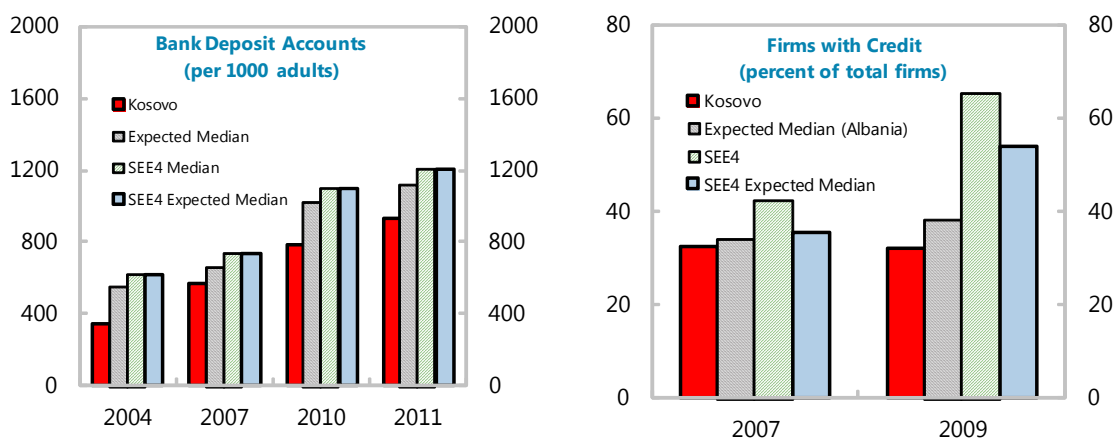 Bank Deposit Accounts
(per 1000 adults)
Kosovo
Expected Median
SEE4 Median
SEE4 Expected Median
2000
1600
1200
800
400
0
2000
1600
1200
800
400
0
2004 2007 2010 2011
Firms with Credit
(percent of total firms)
Kosovo
Expected Median (Albania)
SEE4
SEE4 Expected Median
80
60
40
20
0
80
60
40
20
0
2007 2009